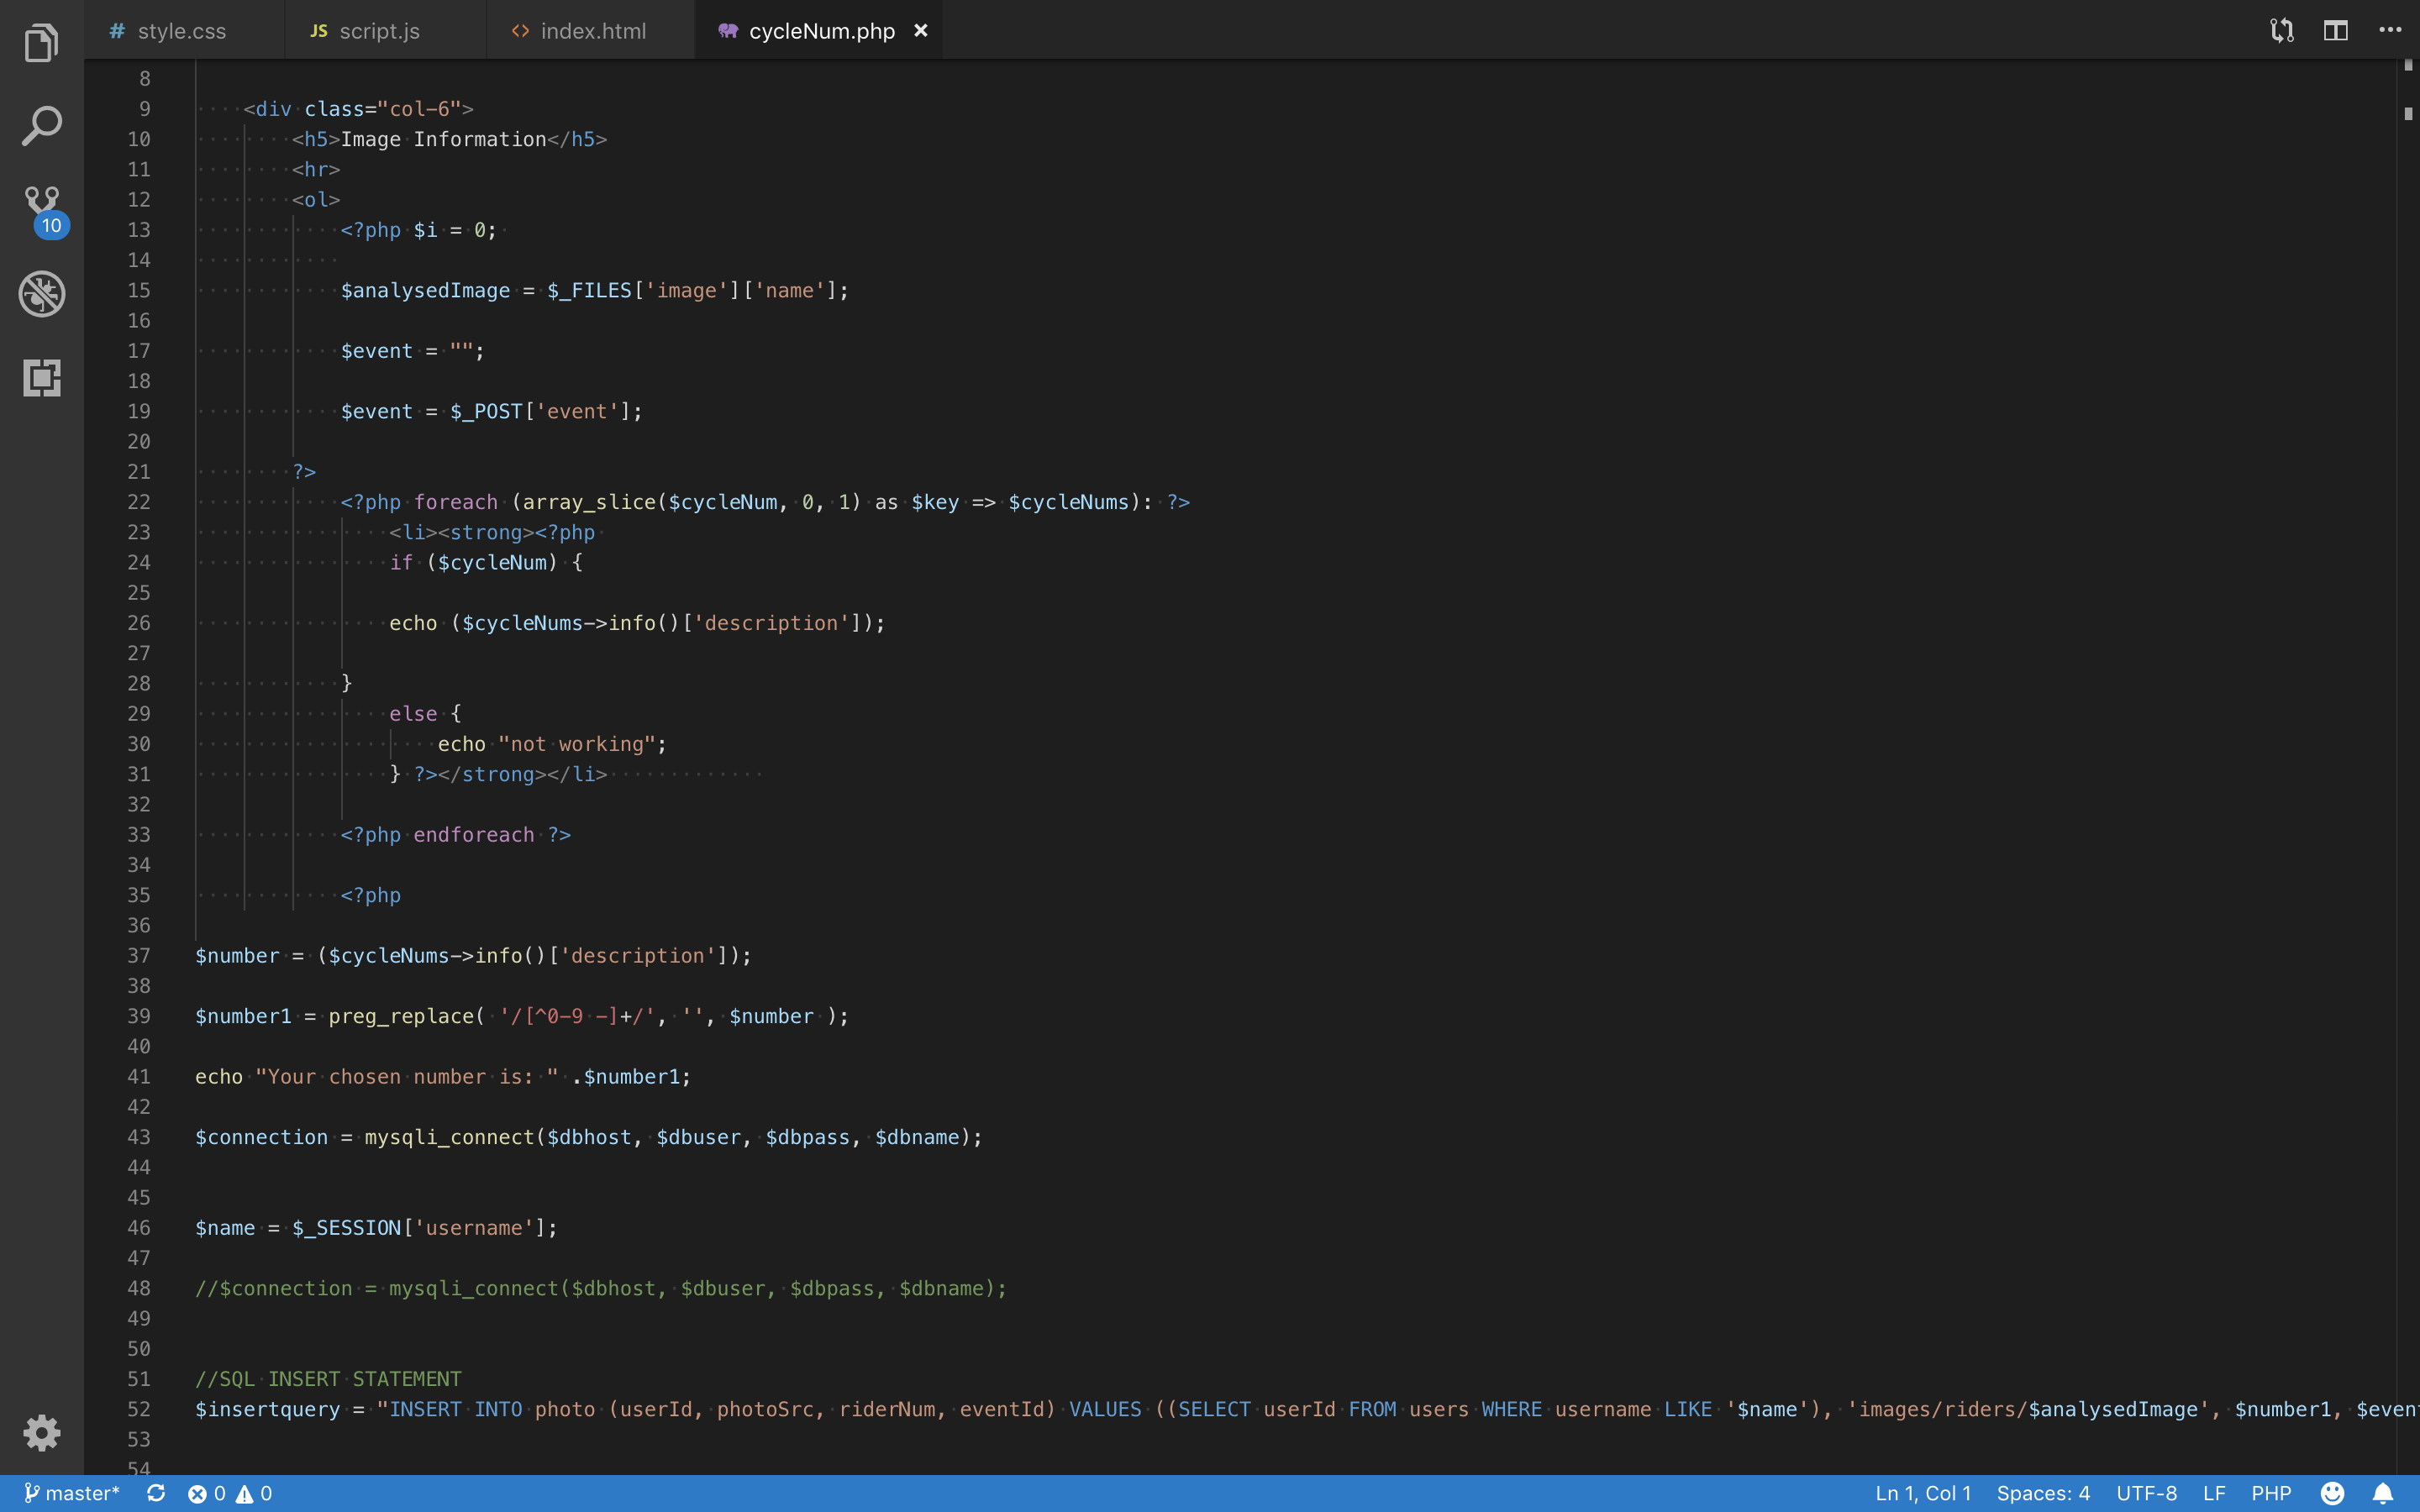 # style.css JS script.js <> index.html cycleNum.php ×
10
8
9 <div class="col-6">
10 <h5>Image Information</h5>
11 <hr>
12 <ol>
13 <?php $i = 0;
14
15 $analysedImage = $_FILES['image']['name'];
16
17 $event = "";
18
19 $event = $_POST['event'];
20
21 ?>
22 <?php foreach (array_slice($cycleNum, 0, 1) as $key => $cycleNums): ?>
23 <li><strong><?php
24 if ($cycleNum) {
25
26 echo ($cycleNums->info()['description']);
27
28 }
29 else {
30 echo "not working";
31 } ?></strong></li>
32
33 <?php endforeach ?>
34
35 <?php
36
37 $number = ($cycleNums->info()['description']);
38
39 $number1 = preg_replace( '/[^0-9 -]+/', '', $number );
40
41 echo "Your chosen number is: " .$number1;
42
43 $connection = mysqli_connect($dbhost, $dbuser, $dbpass, $dbname);
44
45
46 $name = $_SESSION['username'];
47
48 //$connection = mysqli_connect($dbhost, $dbuser, $dbpass, $dbname);
49
50
51 //SQL INSERT STATEMENT
52 $insertquery = "INSERT INTO photo (userId, photoSrc, riderNum, eventId) VALUES ((SELECT userId FROM users WHERE username LIKE '$name'), 'images/riders/$analysedImage', $number1, $even
53
54
master* 0 0 Ln 1, Col 1 Spaces: 4 UTF-8 LF PHP